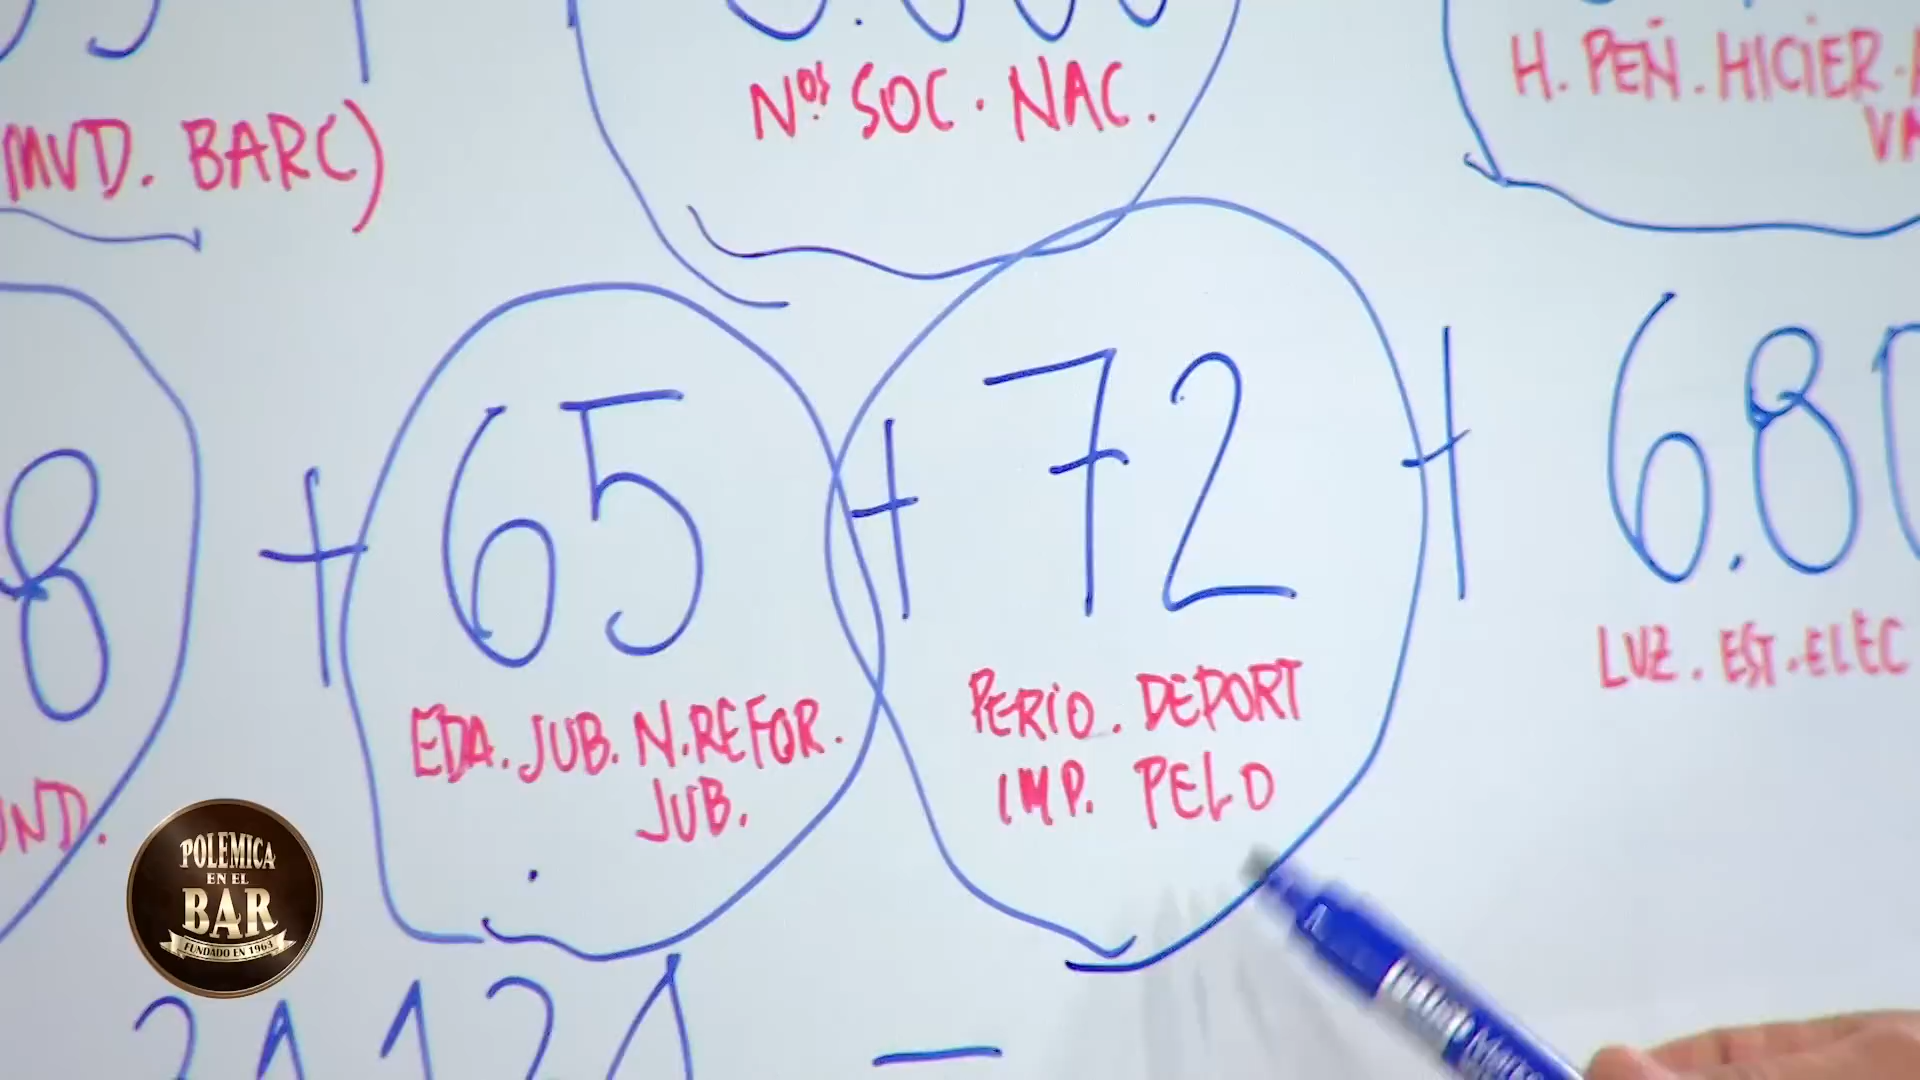 Nºs SOC. NAC.
H. PEÑ. HICIER.
(MVD. BARC)
8 + 65 + 72 + 6.80
EDA. JUB. N. REFOR.
JUB.
PERIO. DEPORT
IMP. PELO
LUZ. EST. ELEC
POLEMICA
EN EL
BAR
FUNDADO EN 1963